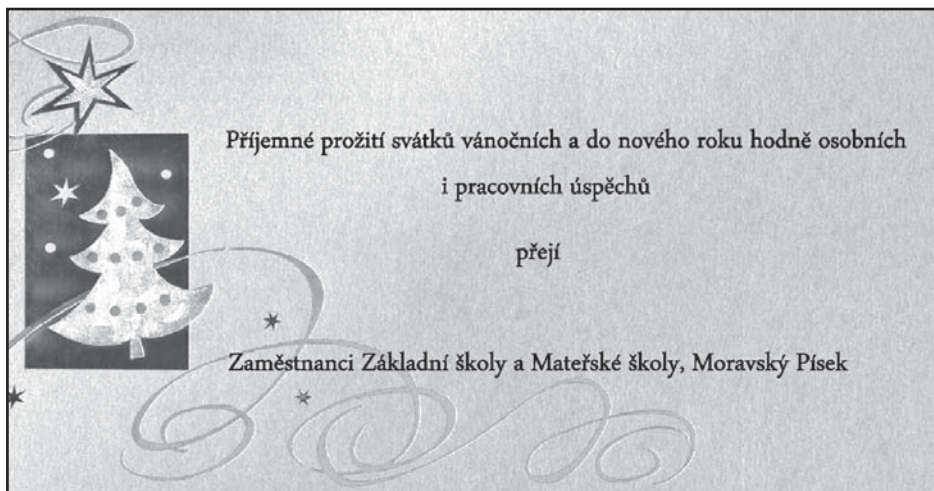 Příjemné prožití svátků vánočních a do nového roku hodně osobních
i pracovních úspěchů
přejí
Zaměstnanci Základní školy a Mateřské školy, Moravský Písek